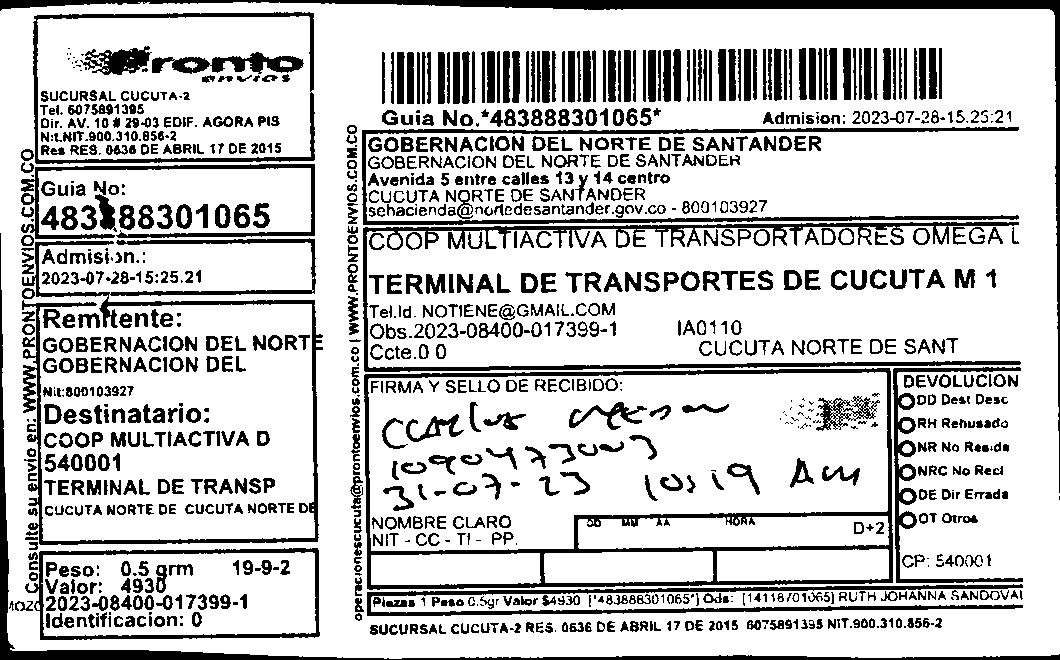 Pronto
envios
SUCURSAL CUCUTA-2
Tel. 6075891395
Dir. AV. 10 # 29-03 EDIF. AGORA PIS
Nit.NIT.900.310.856-2
Res RES. 0636 DE ABRIL 17 DE 2015
Consulte su envio en: WWW.PRONTOENVIOS.COM.CO
Guia No:
483888301065
Admision.:
2023-07-28-15:25.21
Remitente:
GOBERNACION DEL NORTE
GOBERNACION DEL
Nit:800103927
Destinatario:
COOP MULTIACTIVA D
540001
TERMINAL DE TRANSP
CUCUTA NORTE DE CUCUTA NORTE DE
Peso: 0.5 grm 19-9-2
Valor: 4930
2023-08400-017399-1
Identificacion: 0
operacionescucuta@prontoenvios.com.co | WWW.PRONTOENVIOS.COM.CO
Guia No.*483888301065* Admision: 2023-07-28-15.25:21
GOBERNACION DEL NORTE DE SANTANDER
GOBERNACION DEL NORTE DE SANTANDER
Avenida 5 entre calles 13 y 14 centro
CUCUTA NORTE DE SANTANDER
sehacienda@nortedesantander.gov.co - 800103927
COOP MULTIACTIVA DE TRANSPORTADORES OMEGA L
TERMINAL DE TRANSPORTES DE CUCUTA M 1
Tel.Id. NOTIENE@GMAIL.COM
Obs.2023-08400-017399-1 IA0110
Ccte.0 0 CUCUTA NORTE DE SANT
FIRMA Y SELLO DE RECIBIDO:
Carlos
1090473003
31-07-23 10:19 AM
NOMBRE CLARO
NIT - CC - TI - PP.
DD MM AA HORA
D+2
DEVOLUCION
DD Dest Desc
RH Rehusado
NR No Reside
NRC No Recl
DE Dir Errada
OT Otros
CP: 540001
Piezas 1 Peso 0.5gr Valor $4930 [*483888301065*] Ods: [14118701065] RUTH JOHANNA SANDOVAL
SUCURSAL CUCUTA-2 RES. 0636 DE ABRIL 17 DE 2015 6075891395 NIT.900.310.856-2